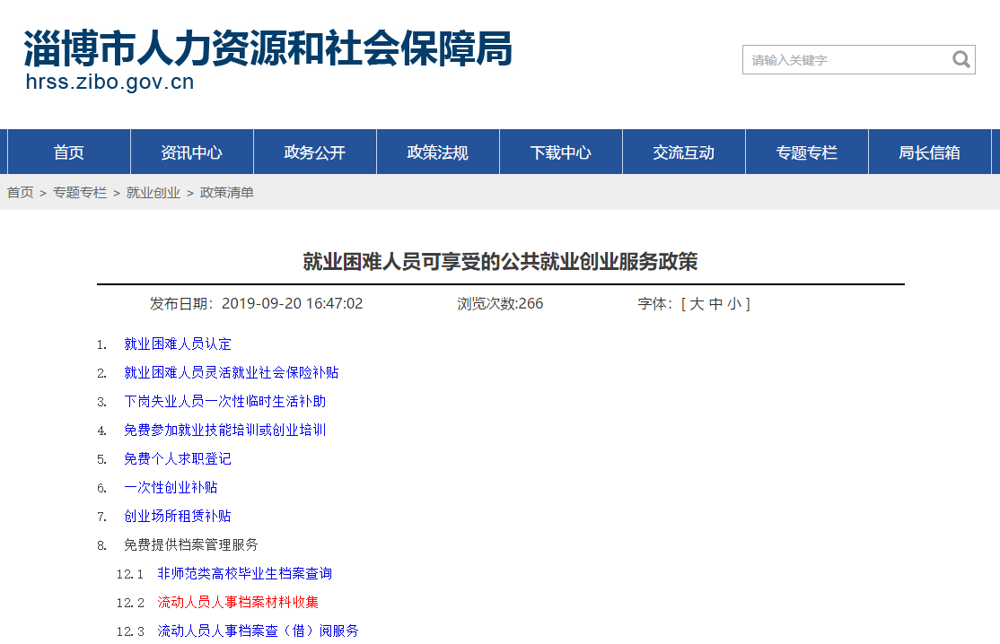 淄博市人力资源和社会保障局
hrss.zibo.gov.cn
请输入关键字
首页 资讯中心 政务公开 政策法规 下载中心 交流互动 专题专栏 局长信箱
首页 > 专题专栏 > 就业创业 > 政策清单
就业困难人员可享受的公共就业创业服务政策
发布日期：2019-09-20 16:47:02 浏览次数:266 字体：[ 大 中 小 ]
1. 就业困难人员认定
2. 就业困难人员灵活就业社会保险补贴
3. 下岗失业人员一次性临时生活补助
4. 免费参加就业技能培训或创业培训
5. 免费个人求职登记
6. 一次性创业补贴
7. 创业场所租赁补贴
8. 免费提供档案管理服务
12.1 非师范类高校毕业生档案查询
12.2 流动人员人事档案材料收集
12.3 流动人员人事档案查（借）阅服务